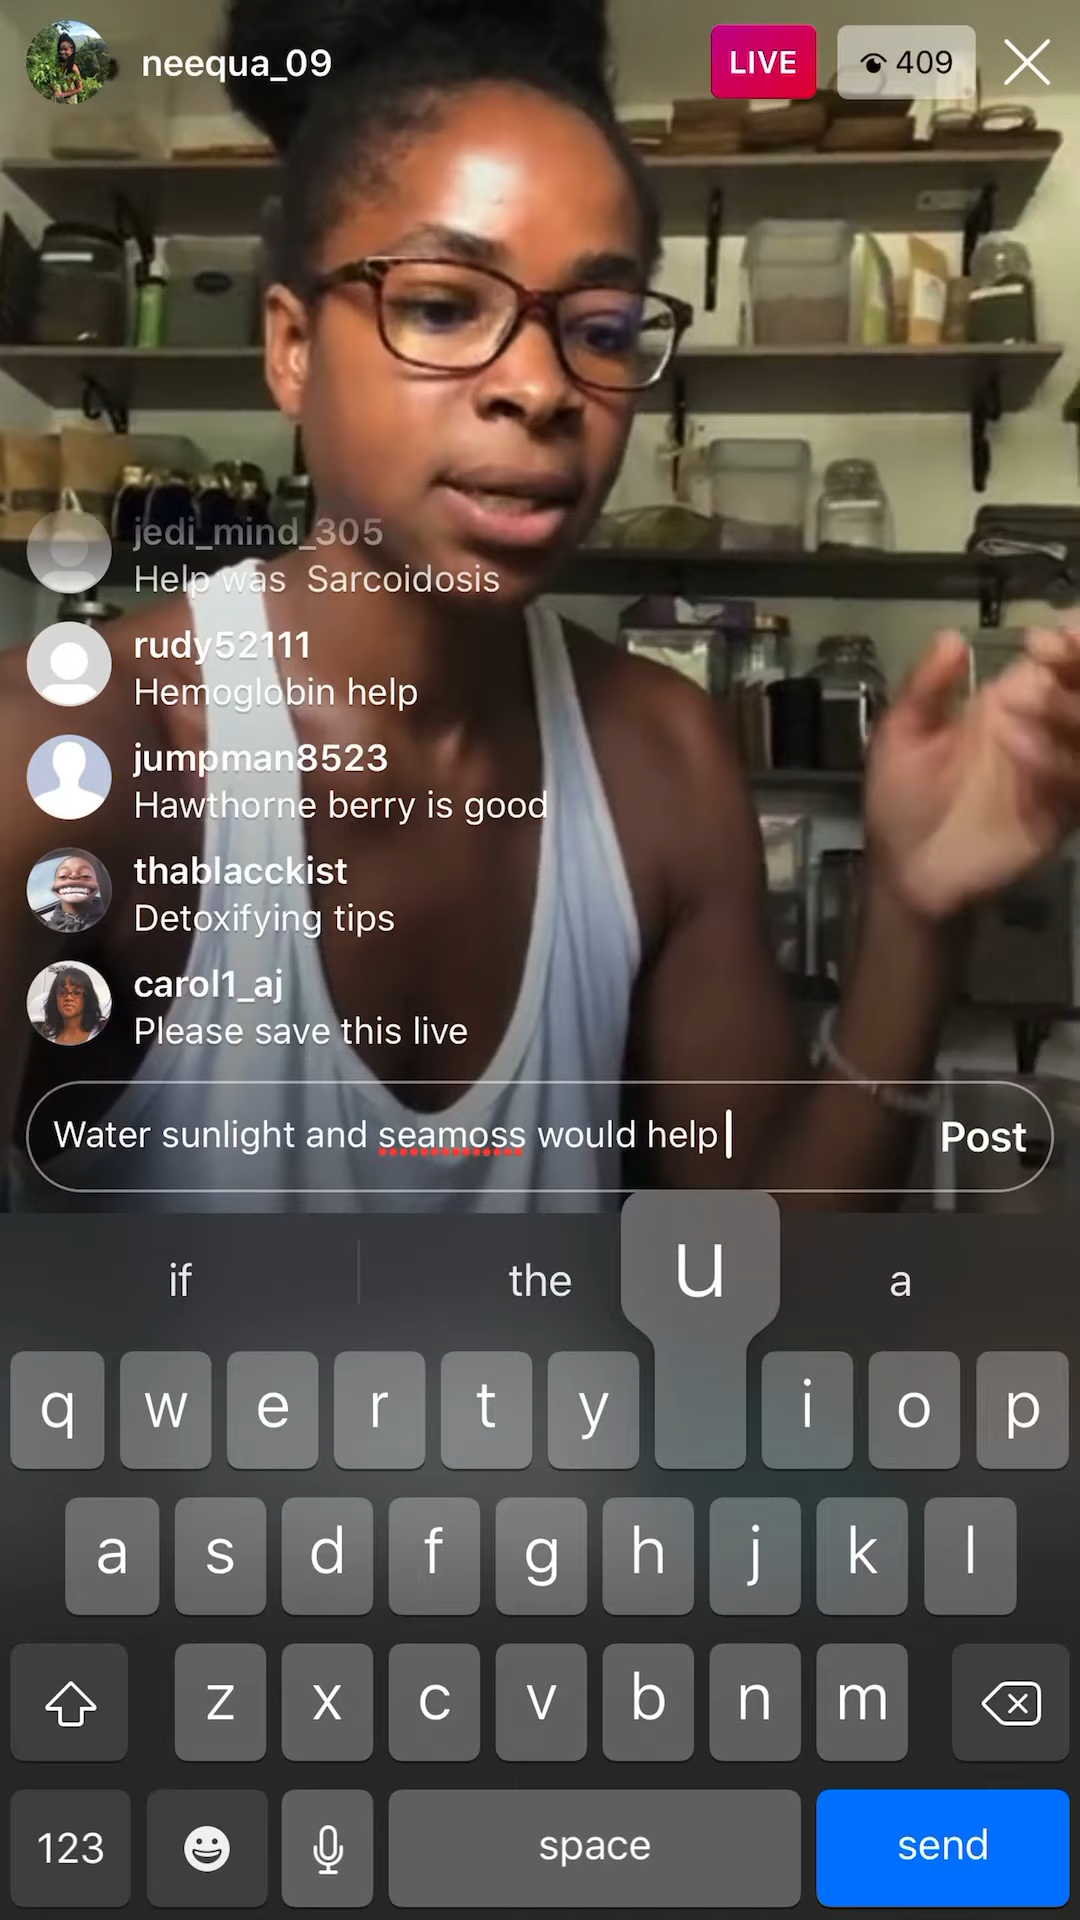 neequa_09
LIVE
409
jedi_mind_305
Help was Sarcoidosis
rudy52111
Hemoglobin help
jumpman8523
Hawthorne berry is good
thablacckist
Detoxifying tips
carol1_aj
Please save this live
Water sunlight and seamoss would help
Post
if the a
u
q w e r t y i o p
a s d f g h j k l
z x c v b n m
123 space send